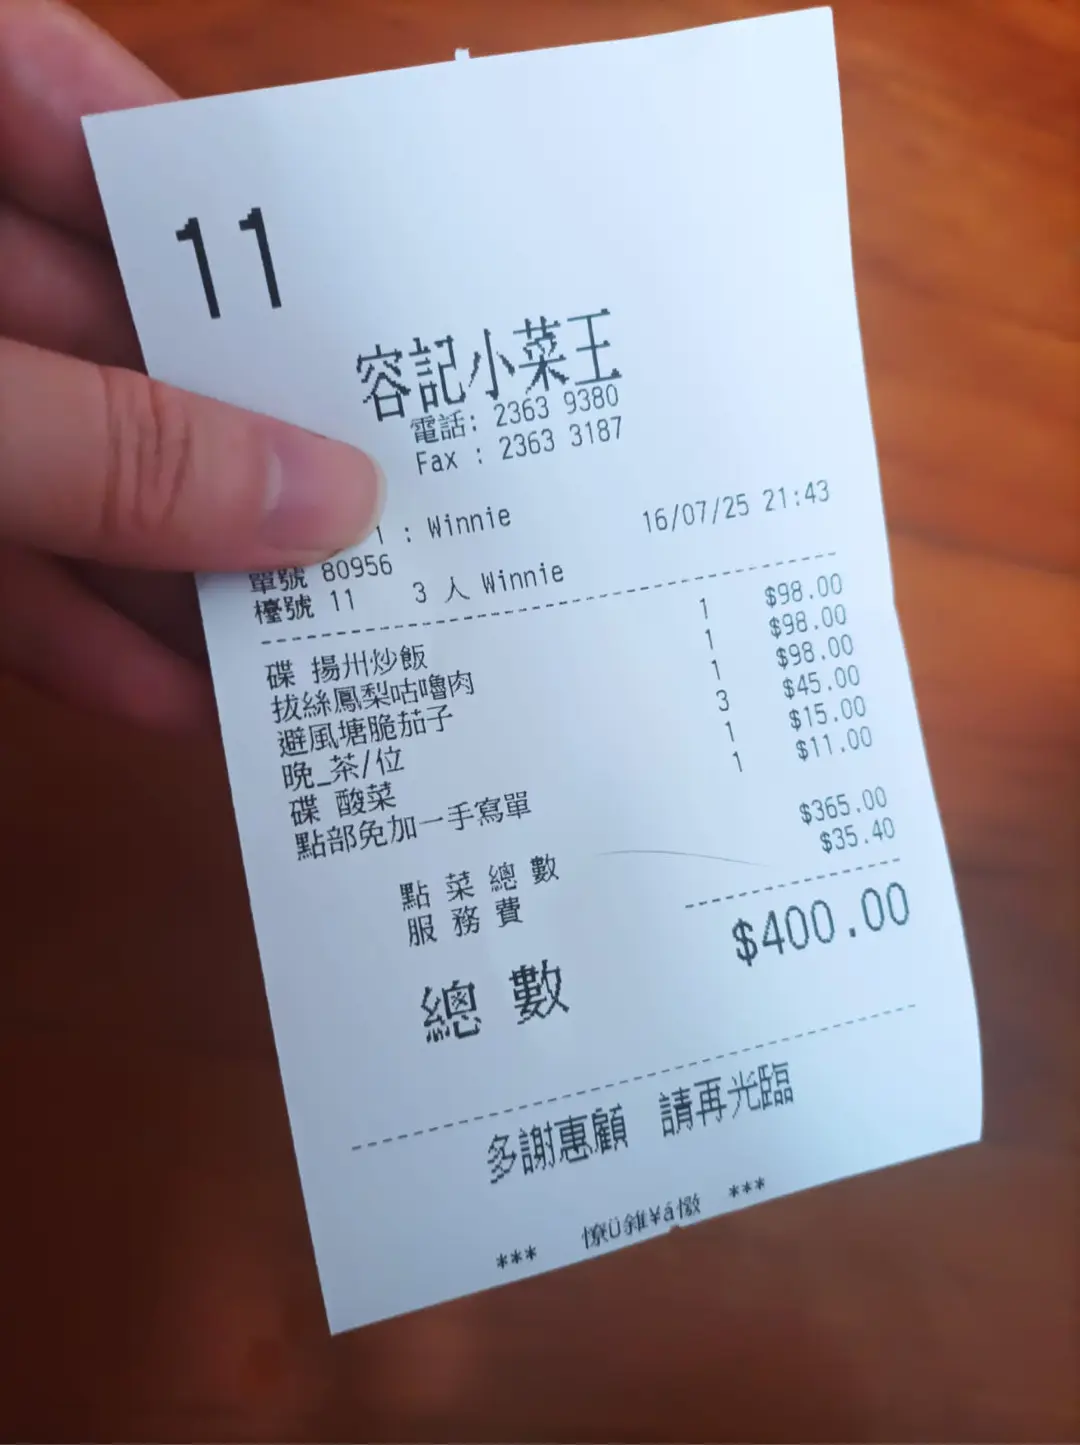 11
容記小菜王
電話: 2363 9380
Fax : 2363 3187
1 : Winnie 16/07/25 21:43
單號 80956
檯號 11 3 人 Winnie
碟 揚州炒飯 1 $98.00
拔絲鳳梨咕嚕肉 1 $98.00
避風塘脆茄子 1 $98.00
晚_茶/位 3 $45.00
碟 酸菜 1 $15.00
點部免加一手寫單 1 $11.00
點菜總數 $365.00
服務費 $35.40
總數 $400.00
多謝惠顧 請再光臨
*** 憭Ü雜¥á憿 ***